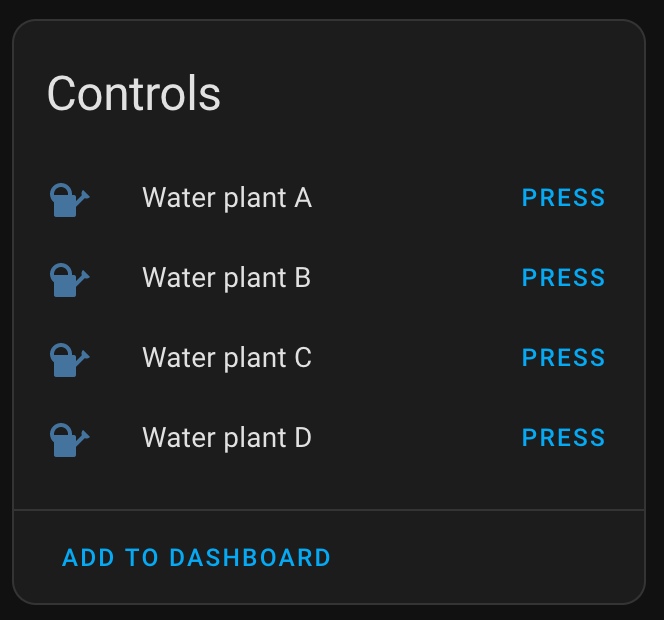 Controls
Water plant A PRESS
Water plant B PRESS
Water plant C PRESS
Water plant D PRESS
ADD TO DASHBOARD